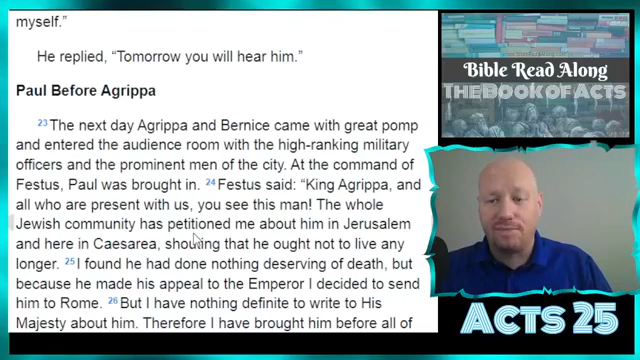 myself.”
He replied, “Tomorrow you will hear him.”
Paul Before Agrippa
23 The next day Agrippa and Bernice came with great pomp
and entered the audience room with the high-ranking military
officers and the prominent men of the city. At the command of
Festus, Paul was brought in. 24 Festus said: “King Agrippa, and
all who are present with us, you see this man! The whole
Jewish community has petitioned me about him in Jerusalem
and here in Caesarea, shouting that he ought not to live any
longer. 25 I found he had done nothing deserving of death, but
because he made his appeal to the Emperor I decided to send
him to Rome. 26 But I have nothing definite to write to His
Majesty about him. Therefore I have brought him before all of
Bible Read Along
The Book of Acts
Acts 25